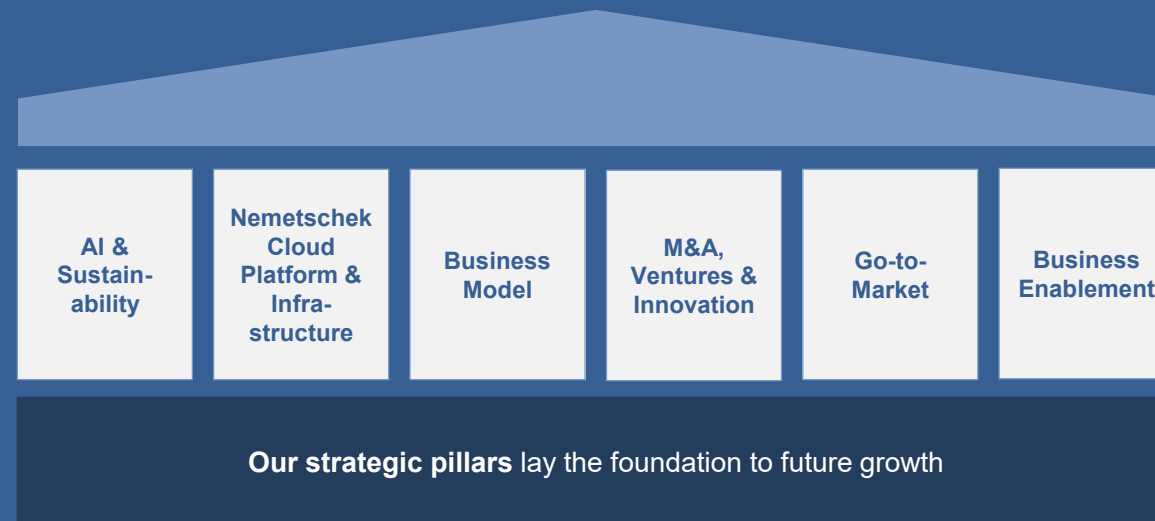 AI &
Sustain-
ability
Nemetschek
Cloud
Platform &
Infra-
structure
Business
Model
M&A,
Ventures &
Innovation
Go-to-
Market
Business
Enablement
Our strategic pillars lay the foundation to future growth